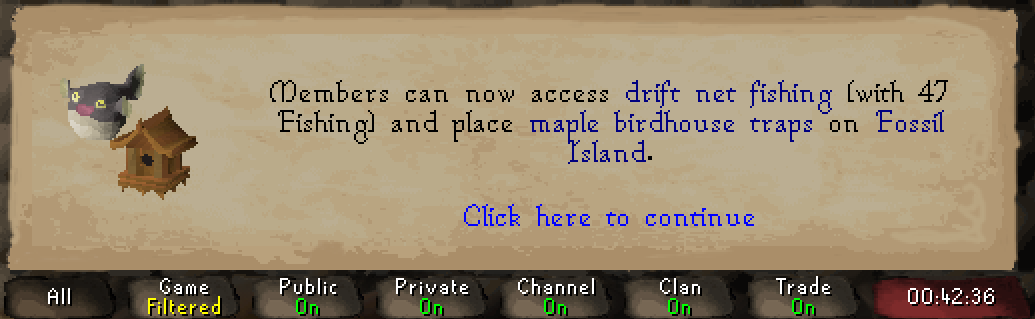 Members can now access drift net fishing (with 47
Fishing) and place maple birdhouse traps on Fossil
Island.
Click here to continue
All
Game
Filtered
Public
On
Private
On
Channel
On
Clan
On
Trade
On
00:42:36